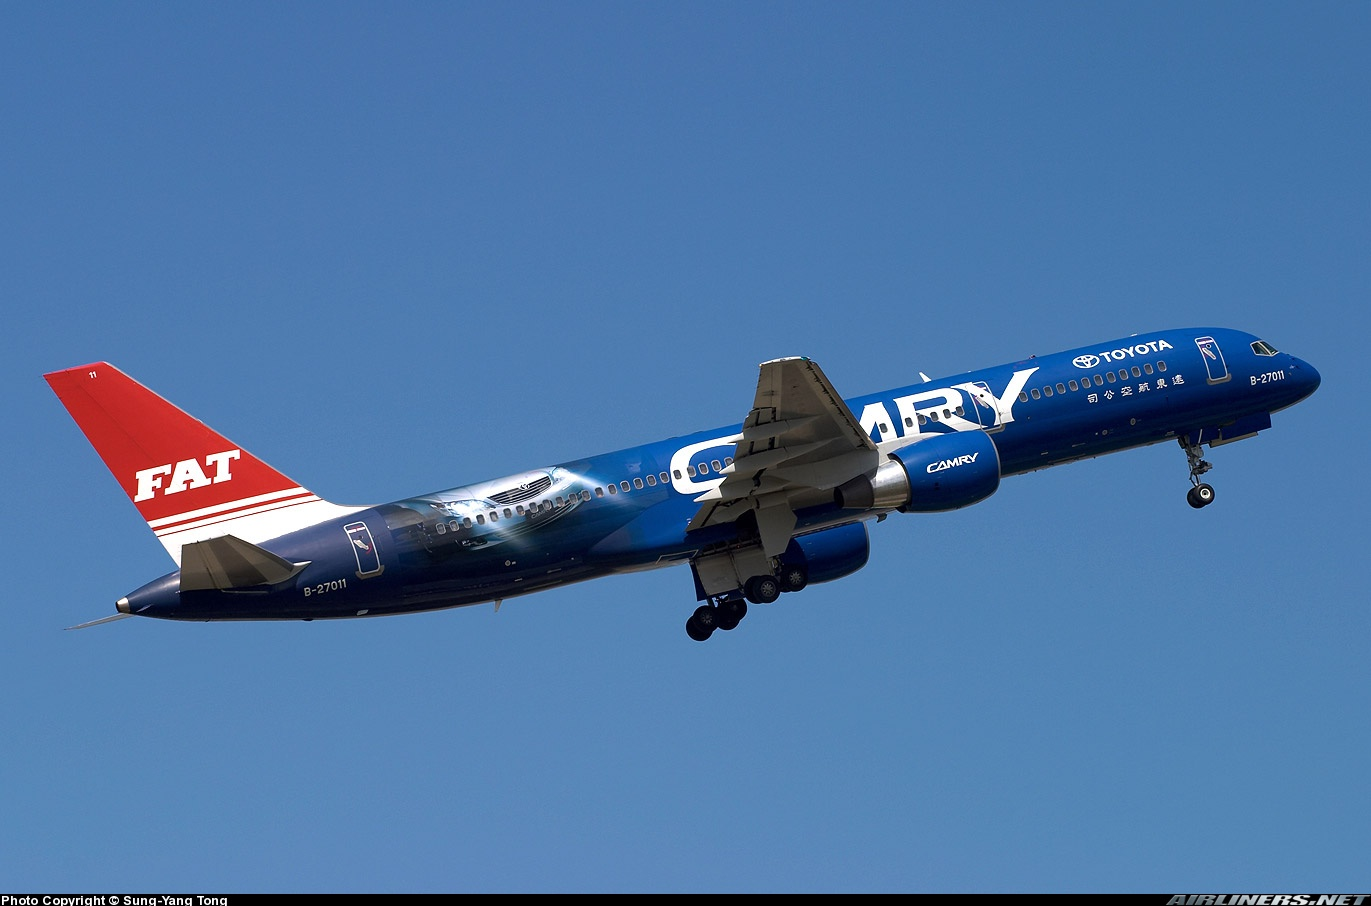 11
FAT
B-27011
CAMRY
CAMRY
TOYOTA
司公空航東遠
B-27011
Photo Copyright © Sung-Yang Tong
AIRLINERS.NET